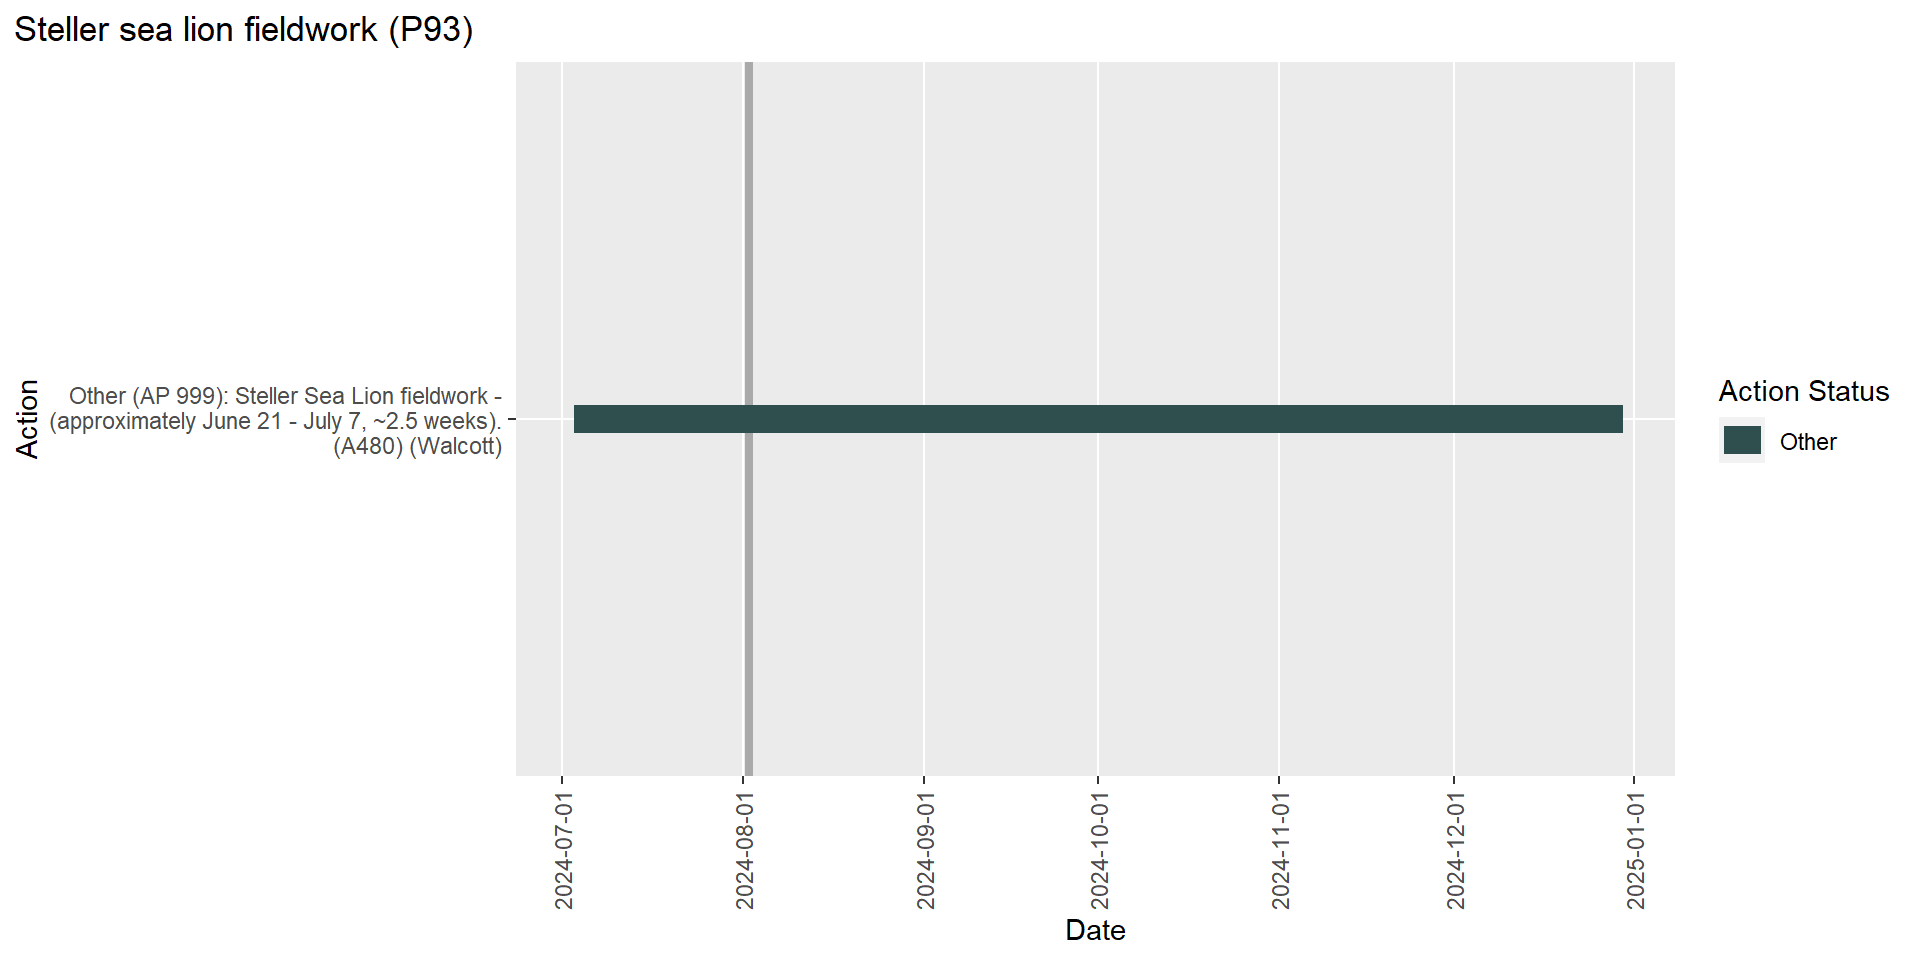 Steller sea lion fieldwork (P93)
Action
Other (AP 999): Steller Sea Lion fieldwork -
(approximately June 21 - July 7, ~2.5 weeks).
(A480) (Walcott)
2024-07-01
2024-08-01
2024-09-01
2024-10-01
2024-11-01
2024-12-01
2025-01-01
Date
Action Status
Other